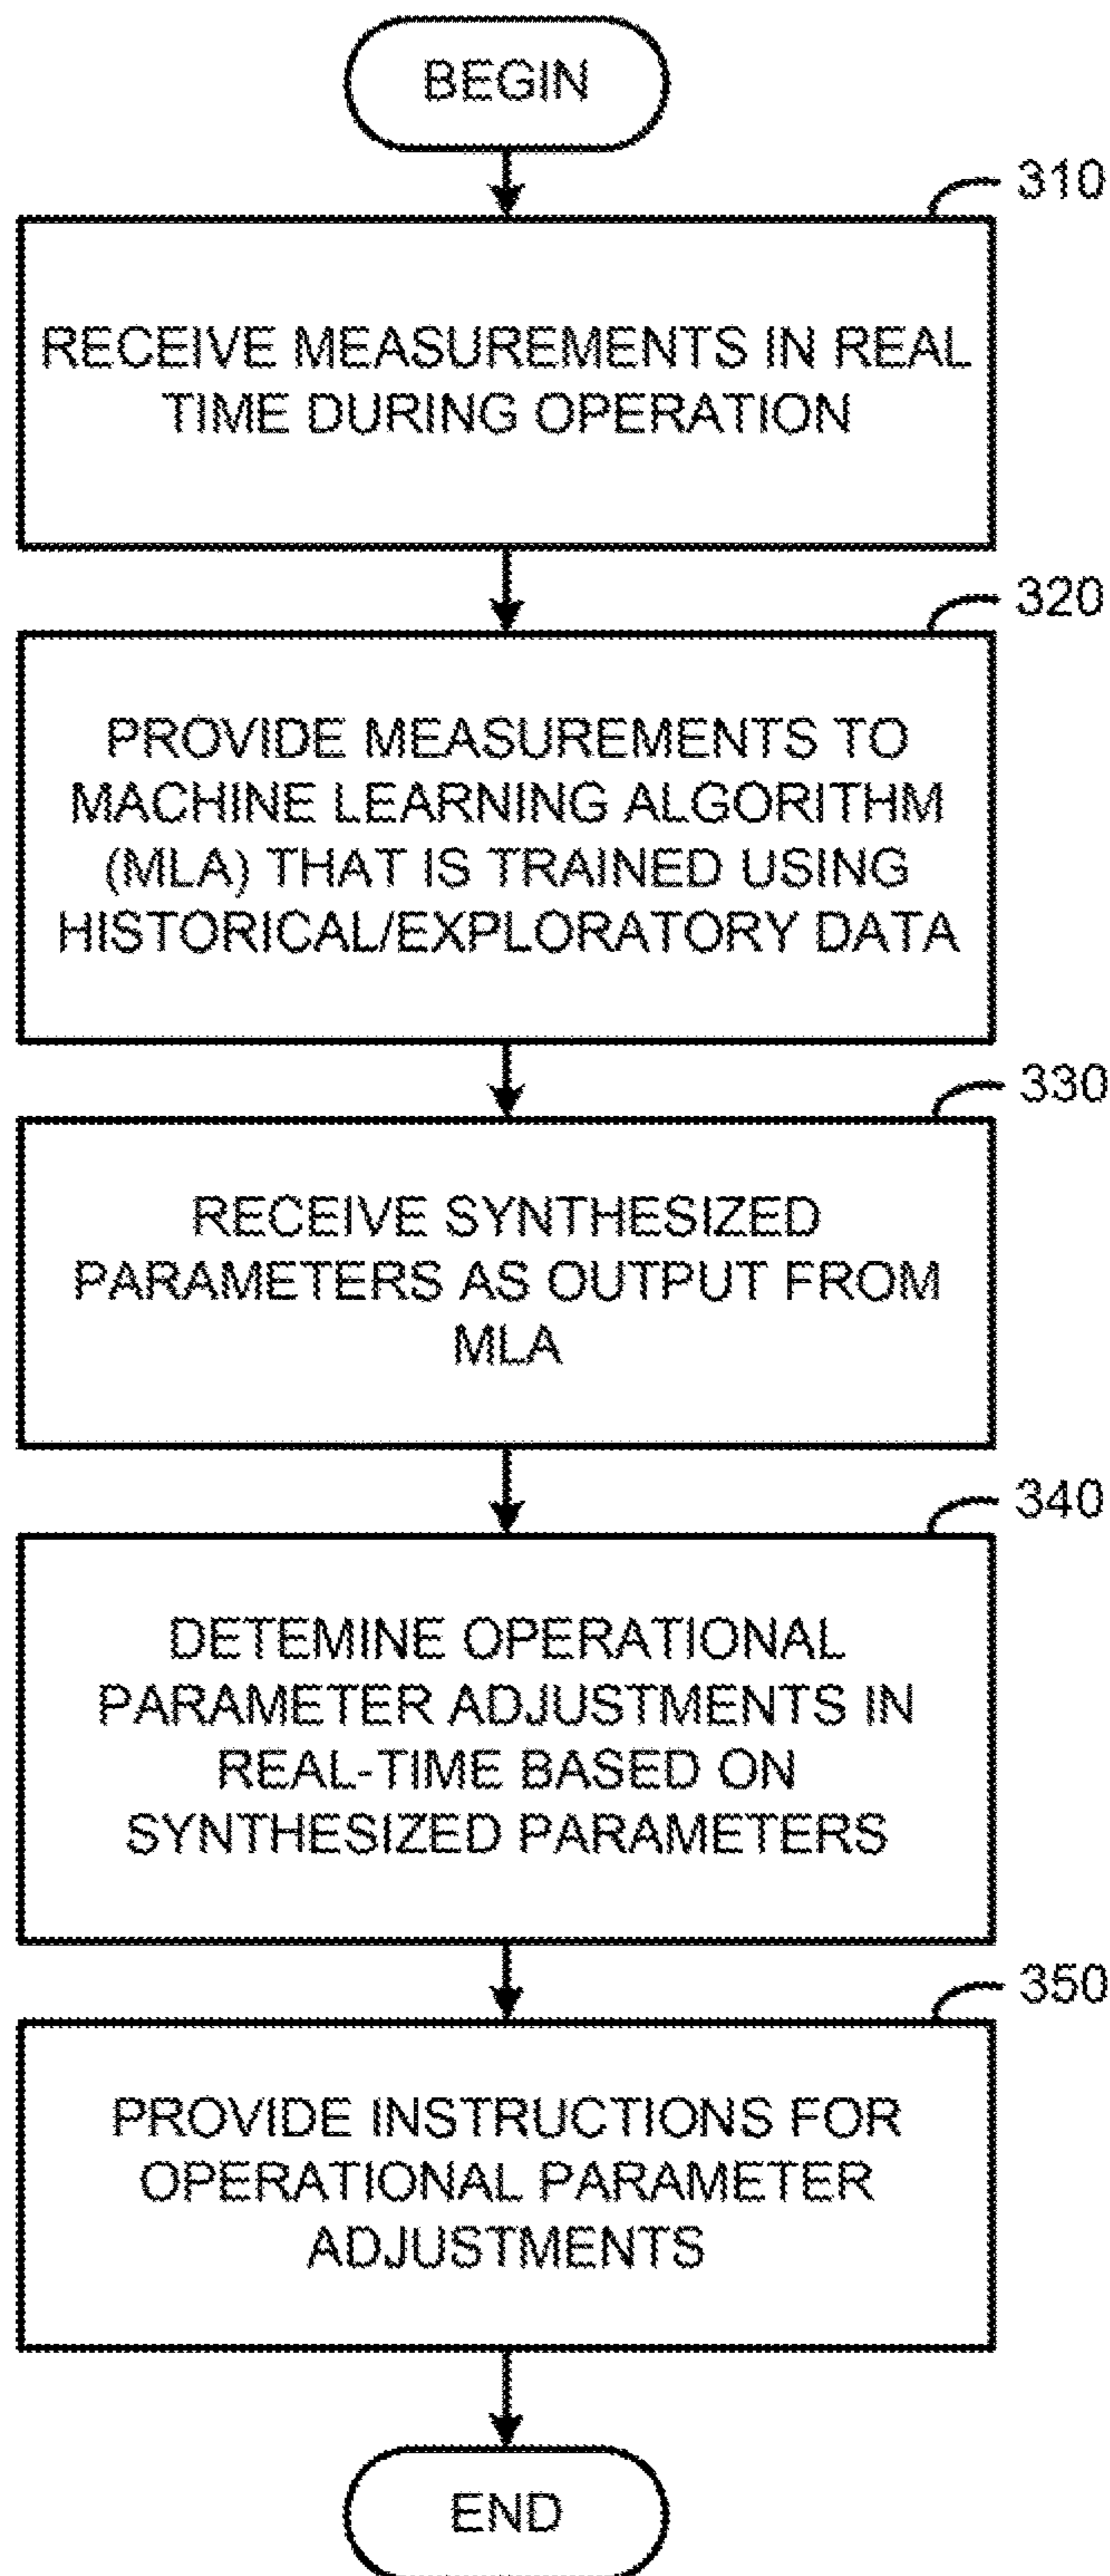 BEGIN
310
RECEIVE MEASUREMENTS IN REAL
TIME DURING OPERATION
320
PROVIDE MEASUREMENTS TO
MACHINE LEARNING ALGORITHM
(MLA) THAT IS TRAINED USING
HISTORICAL/EXPLORATORY DATA
330
RECEIVE SYNTHESIZED
PARAMETERS AS OUTPUT FROM
MLA
340
DETEMINE OPERATIONAL
PARAMETER ADJUSTMENTS IN
REAL-TIME BASED ON
SYNTHESIZED PARAMETERS
350
PROVIDE INSTRUCTIONS FOR
OPERATIONAL PARAMETER
ADJUSTMENTS
END